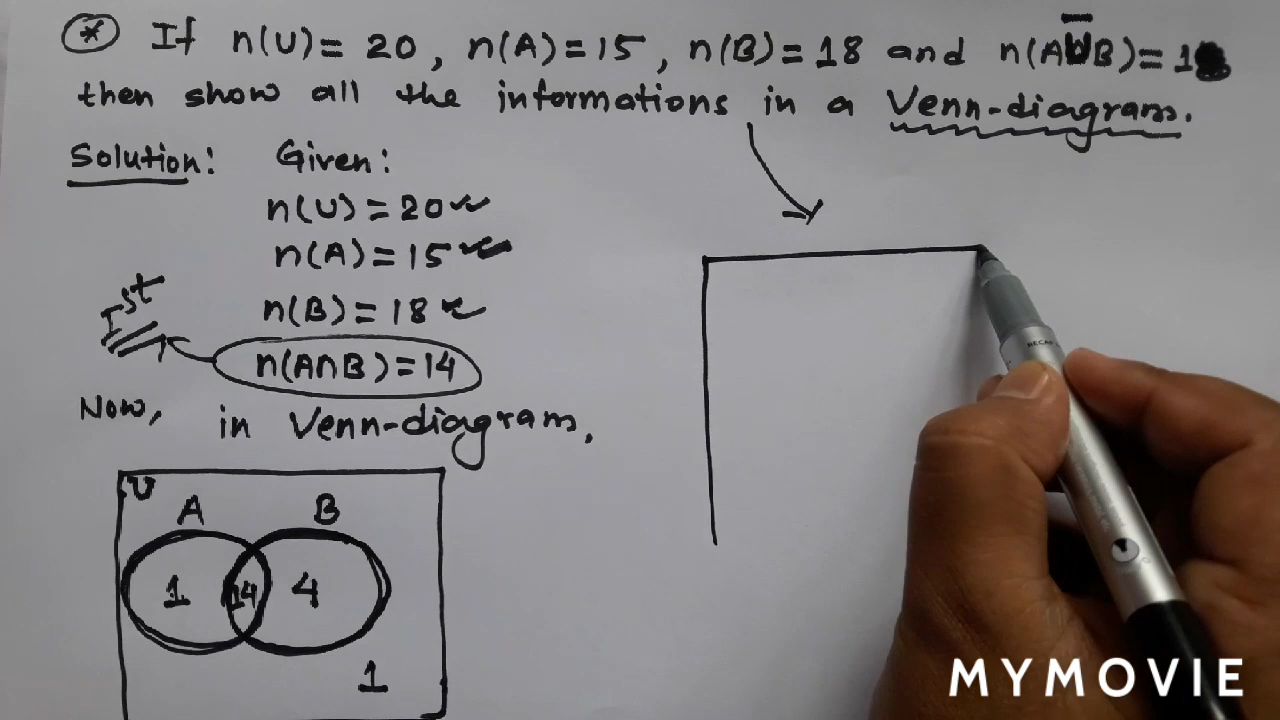 * If n(U) = 20, n(A) = 15, n(B) = 18 and n(A∪B)̅ = 1
then show all the informations in a Venn-diagram.
Solution: Given:
n(U) = 20
n(A) = 15
n(B) = 18
Ist
n(A∩B) = 14
Now, in Venn-diagram,
U
A B
1 14 4
1
RECAP
MYMOVIE